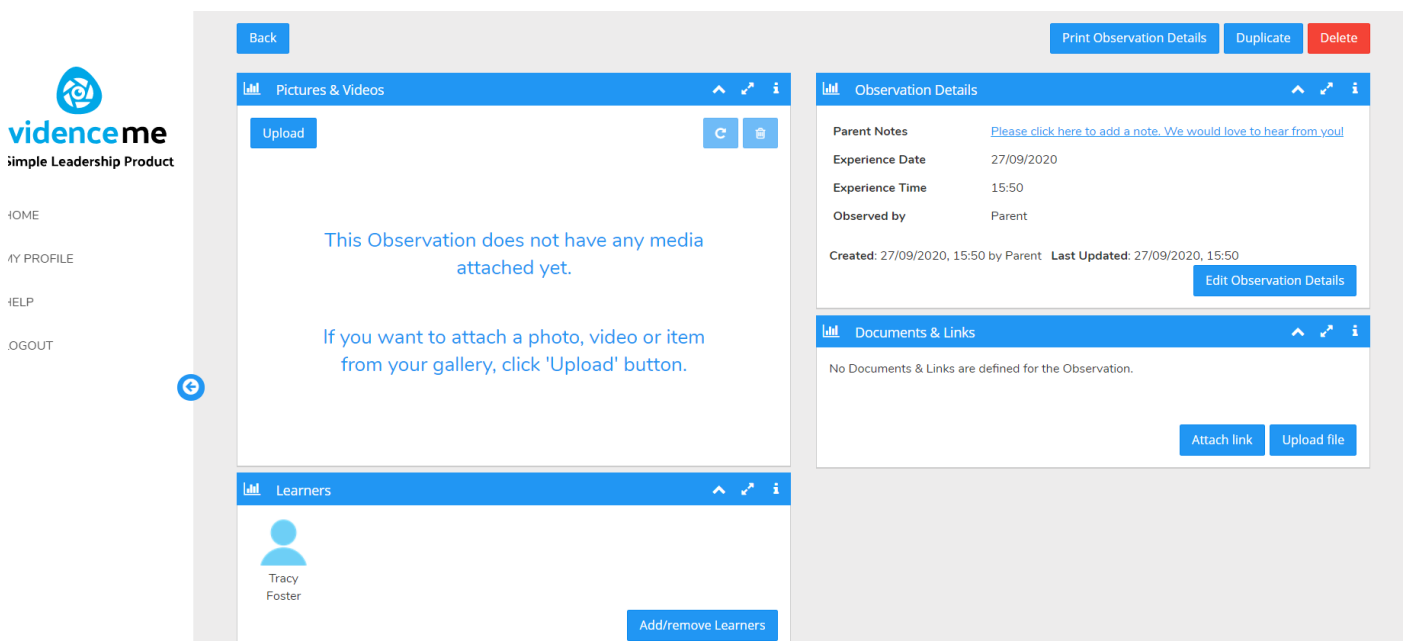 Back
Print Observation Details
Duplicate
Delete
videnceme
Simple Leadership Product
HOME
MY PROFILE
HELP
LOGOUT
Pictures & Videos
Upload
This Observation does not have any media
attached yet.
If you want to attach a photo, video or item
from your gallery, click 'Upload' button.
Learners
Tracy
Foster
Add/remove Learners
Observation Details
Parent Notes Please click here to add a note. We would love to hear from you!
Experience Date 27/09/2020
Experience Time 15:50
Observed by Parent
Created: 27/09/2020, 15:50 by Parent Last Updated: 27/09/2020, 15:50
Edit Observation Details
Documents & Links
No Documents & Links are defined for the Observation.
Attach link
Upload file